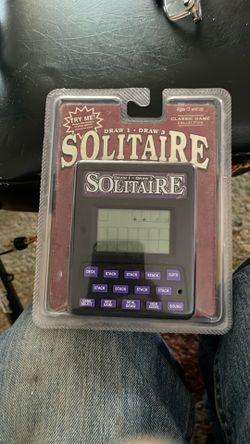 TRY ME!
Ages 12 and up
CLASSIC GAME
COLLECTION
DRAW 1 • DRAW 3
SOLITAIRE
DRAW 1 • DRAW 3
SOLITAIRE
DECK STACK STACK STACK SUITS
STACK STACK STACK STACK
SOUND